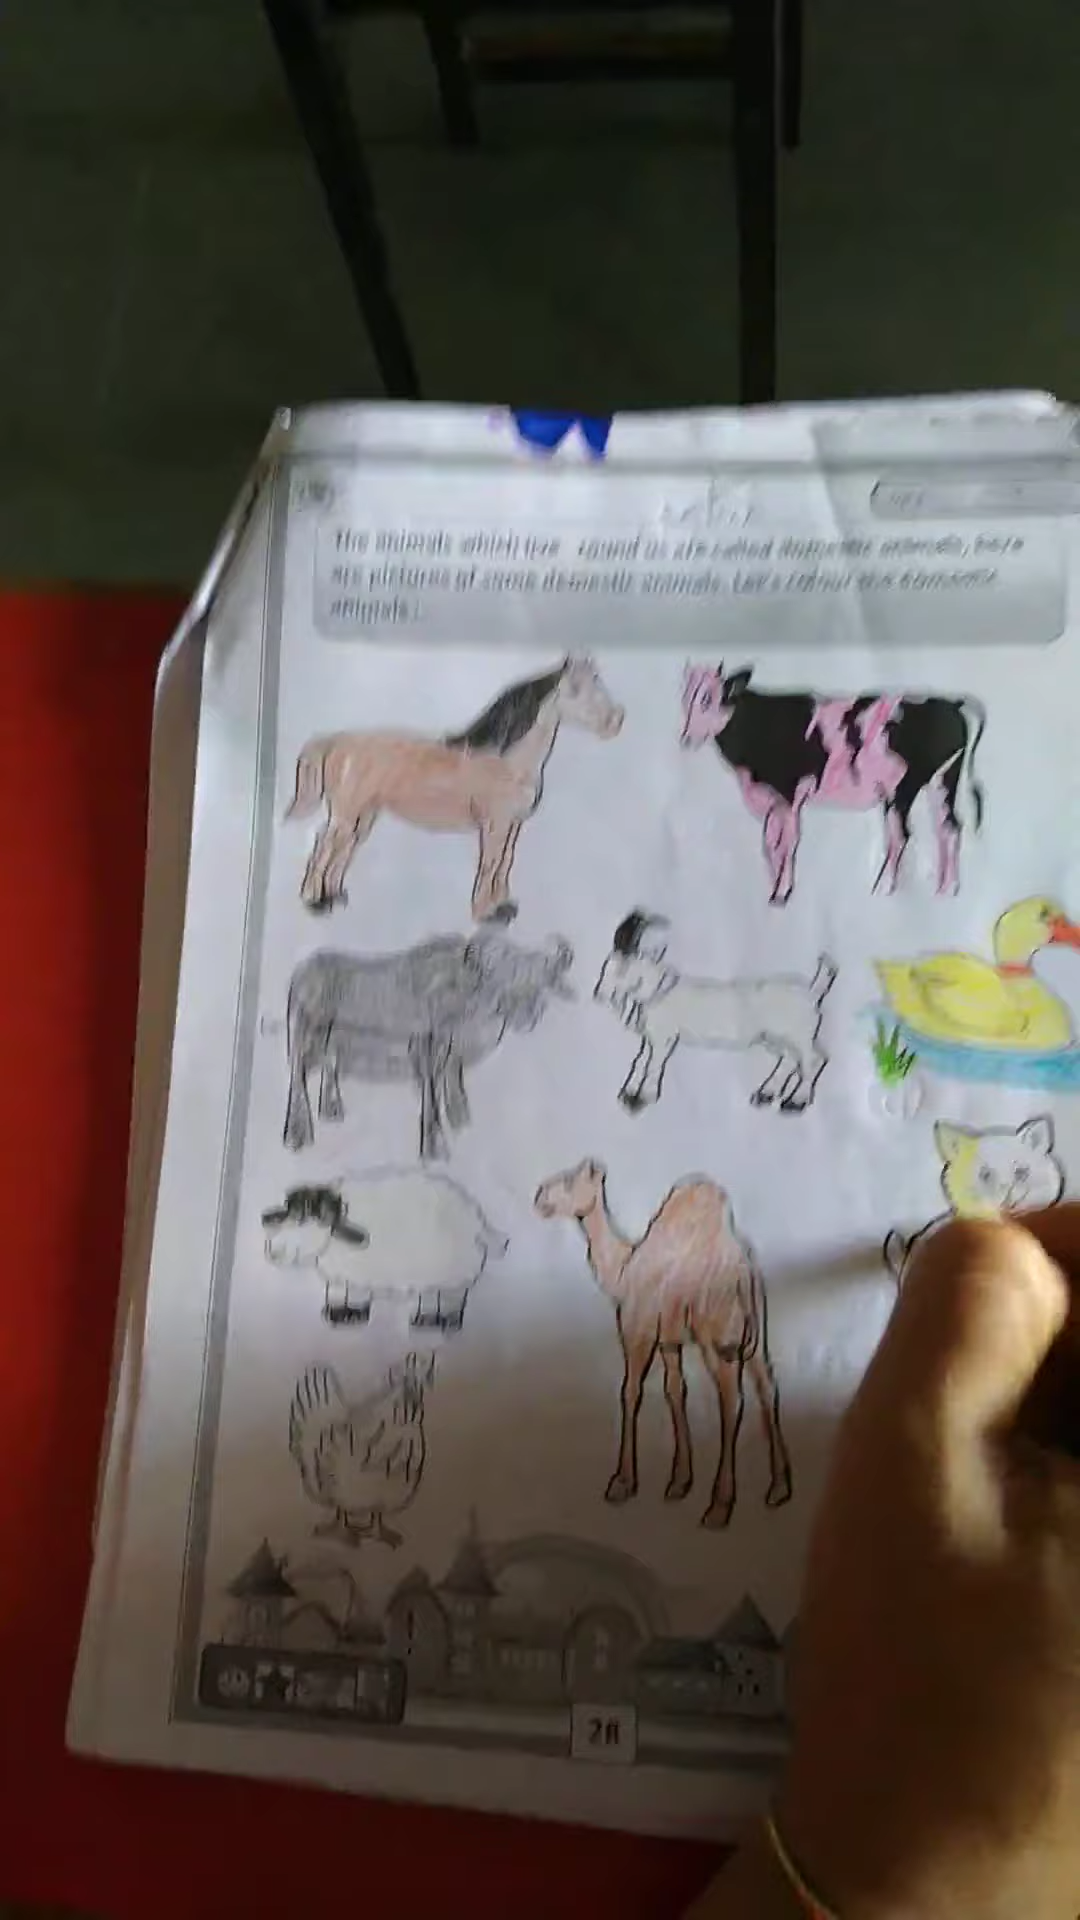 The animals which live round us are called domestic animals, here
are pictures of some domestic animals. Let's colour the domestic
animals.
28